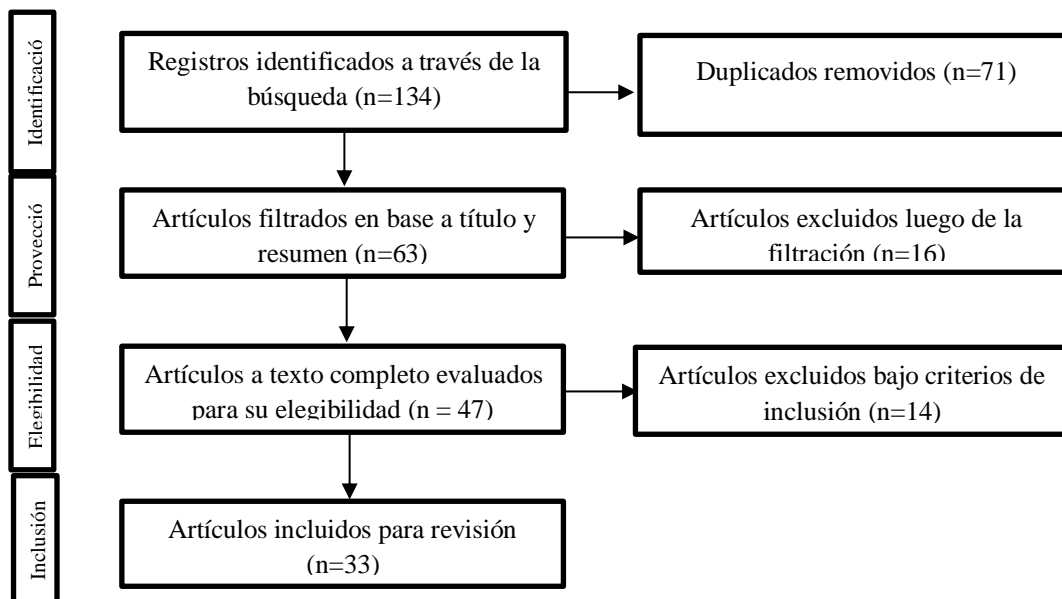 Identificació
Registros identificados a través de la
búsqueda (n=134)
Duplicados removidos (n=71)
Proyecció
Artículos filtrados en base a título y
resumen (n=63)
Artículos excluidos luego de la
filtración (n=16)
Elegibilidad
Artículos a texto completo evaluados
para su elegibilidad (n = 47)
Artículos excluidos bajo criterios de
inclusión (n=14)
Inclusión
Artículos incluidos para revisión
(n=33)